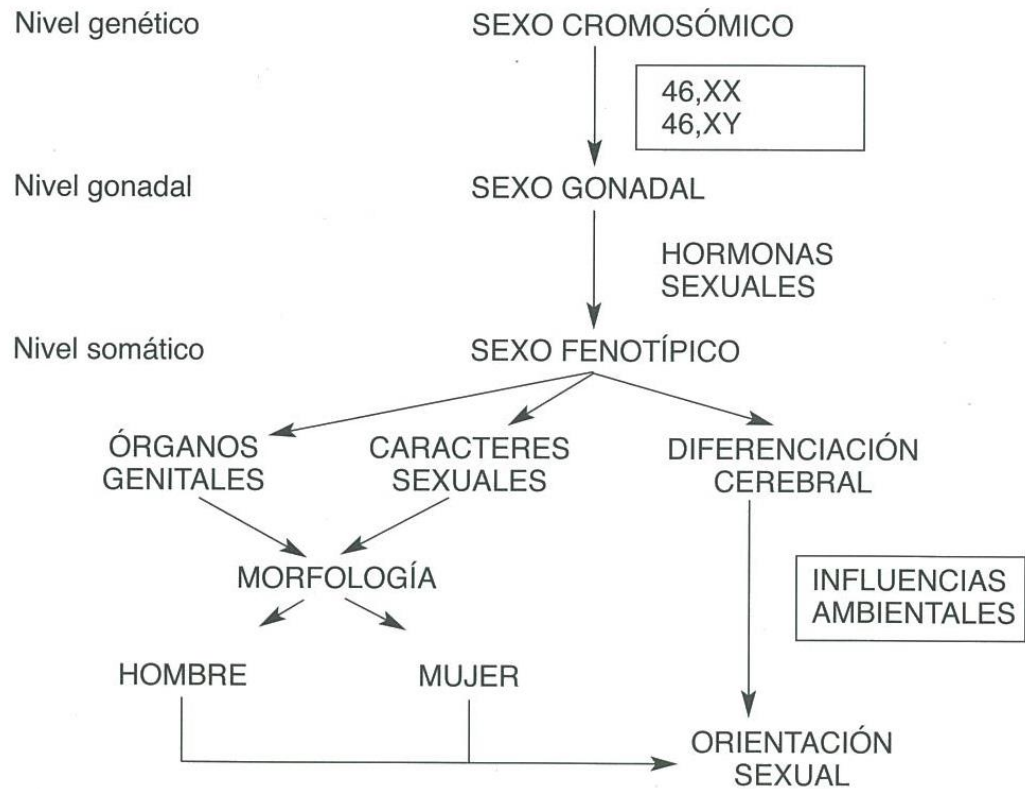 Nivel genético
SEXO CROMOSÓMICO
46,XX
46,XY
Nivel gonadal
SEXO GONADAL
HORMONAS
SEXUALES
Nivel somático
SEXO FENOTÍPICO
ÓRGANOS
GENITALES
CARACTERES
SEXUALES
DIFERENCIACIÓN
CEREBRAL
MORFOLOGÍA
INFLUENCIAS
AMBIENTALES
HOMBRE
MUJER
ORIENTACIÓN
SEXUAL